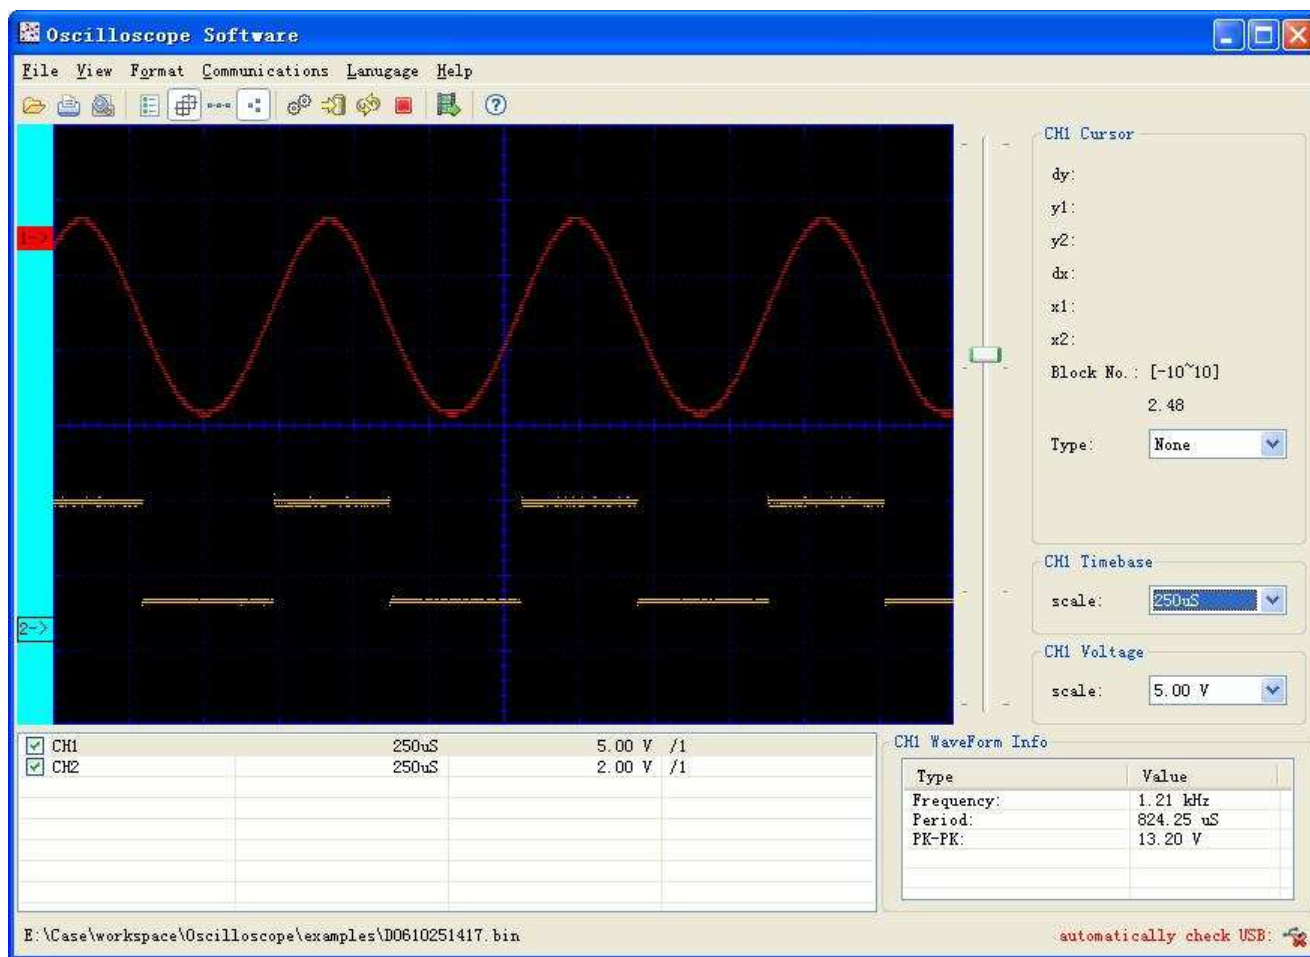 Oscilloscope Software
File View Format Communications Lanugage Help
CH1 Cursor
dy:
y1:
y2:
dx:
x1:
x2:
Block No.: [-10~10]
2.48
Type: None
CH1 Timebase
scale: 250uS
CH1 Voltage
scale: 5.00 V
1->
2->
CH1 250uS 5.00 V /1
CH2 250uS 2.00 V /1
CH1 WaveForm Info
Type Value
Frequency: 1.21 kHz
Period: 824.25 uS
PK-PK: 13.20 V
E:\Case\workspace\Oscilloscope\examples\D0610251417.bin
automatically check USB: